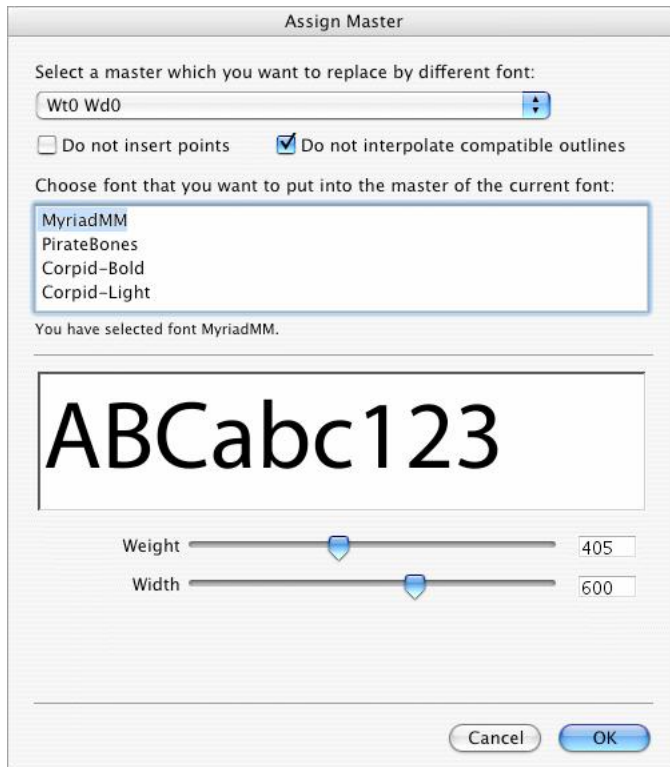 Assign Master
Select a master which you want to replace by different font:
Wt0 Wd0
Do not insert points Do not interpolate compatible outlines
Choose font that you want to put into the master of the current font:
MyriadMM
PirateBones
Corpid-Bold
Corpid-Light
You have selected font MyriadMM.
ABCabc123
Weight 405
Width 600
Cancel OK